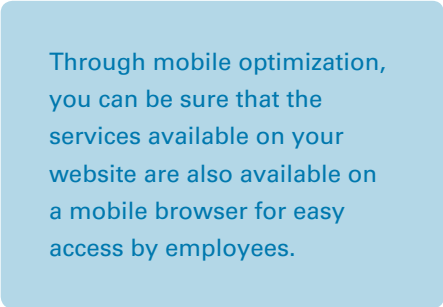 Through mobile optimization,
you can be sure that the
services available on your
website are also available on
a mobile browser for easy
access by employees.